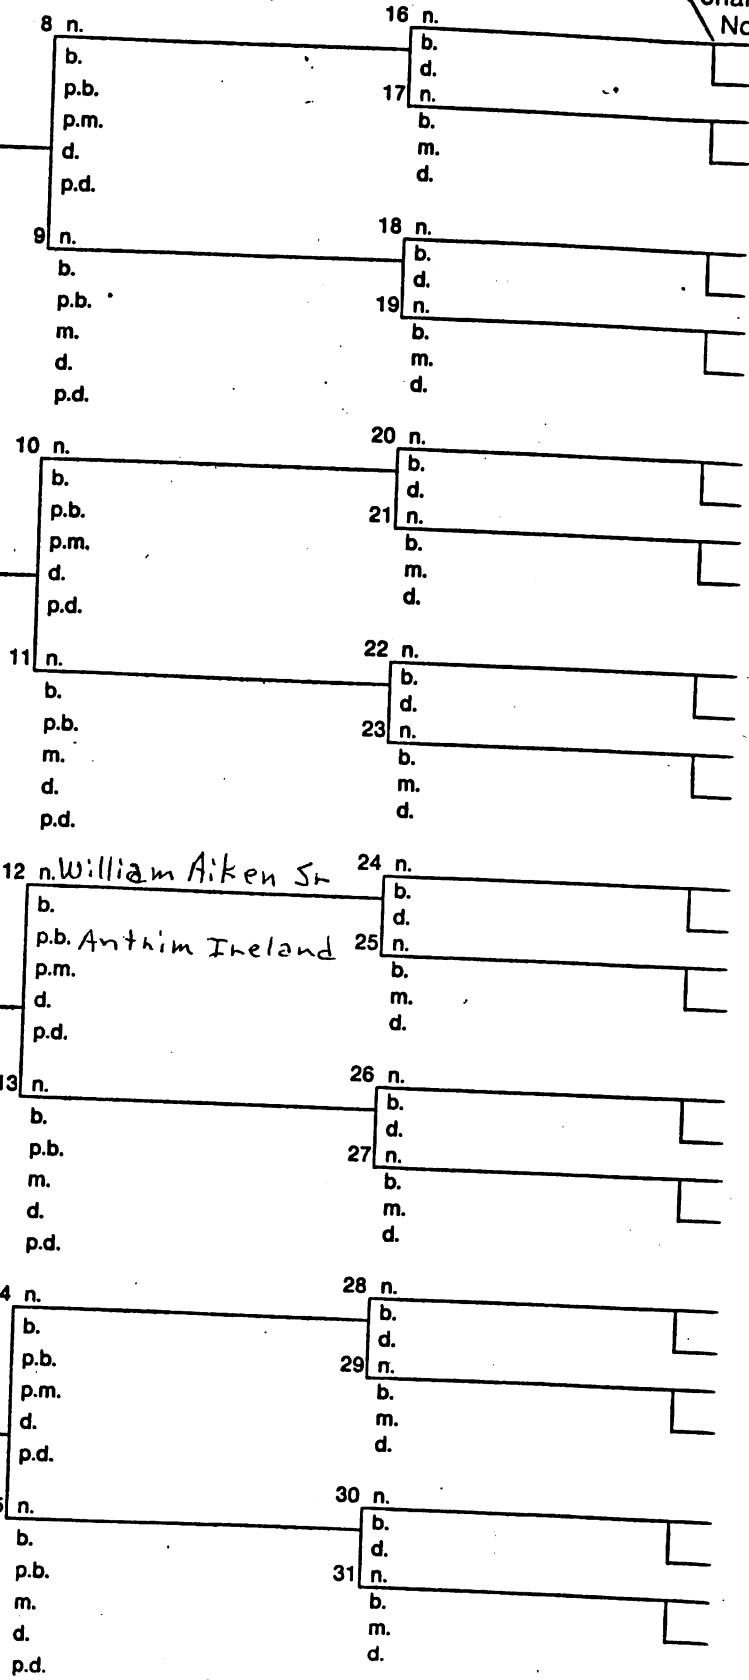 char
No
8 n.
b.
p.b.
p.m.
d.
p.d.
9 n.
b.
p.b.
m.
d.
p.d.
16 n.
b.
d.
17 n.
b.
m.
d.
18 n.
b.
d.
19 n.
b.
m.
d.
10 n.
b.
p.b.
p.m.
d.
p.d.
11 n.
b.
p.b.
m.
d.
p.d.
20 n.
b.
d.
21 n.
b.
m.
d.
22 n.
b.
d.
23 n.
b.
m.
d.
12 n. William Aiken Sr
b.
p.b. Anthim Ireland
p.m.
d.
p.d.
13 n.
b.
p.b.
m.
d.
p.d.
24 n.
b.
d.
25 n.
b.
m.
d.
26 n.
b.
d.
27 n.
b.
m.
d.
4 n.
b.
p.b.
p.m.
d.
p.d.
n.
b.
p.b.
m.
d.
p.d.
28 n.
b.
d.
29 n.
b.
m.
d.
30 n.
b.
d.
31 n.
b.
m.
d.